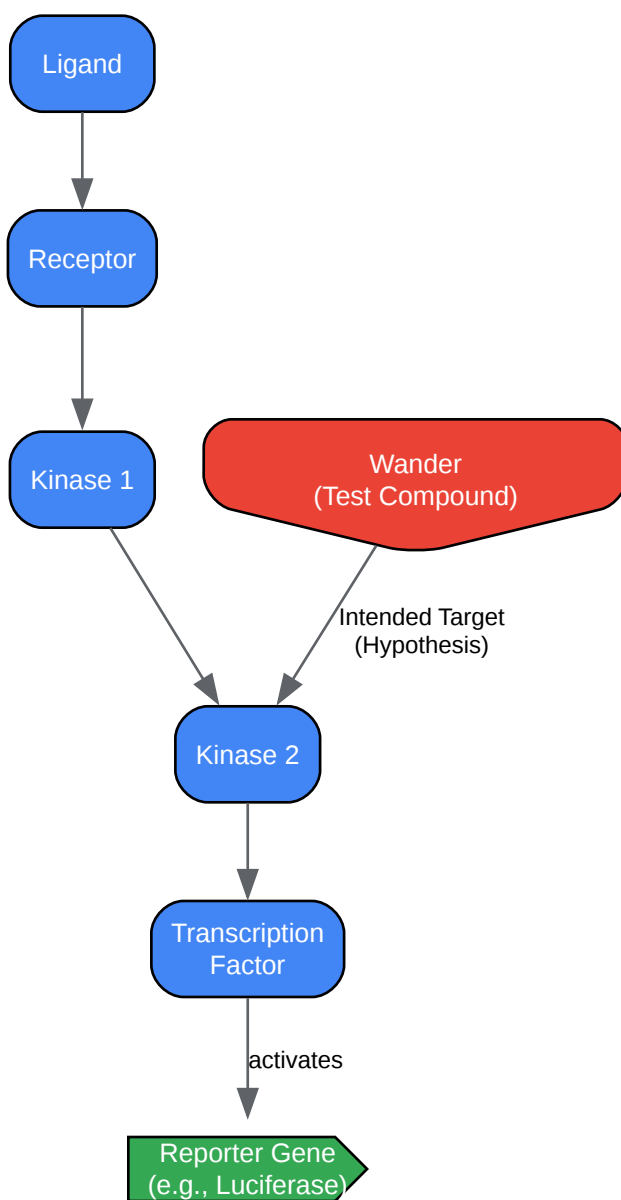 Ligand
Receptor
Kinase 1
Wander
(Test Compound)
Intended Target
(Hypothesis)
Kinase 2
Transcription
Factor
activates
Reporter Gene
(e.g., Luciferase)